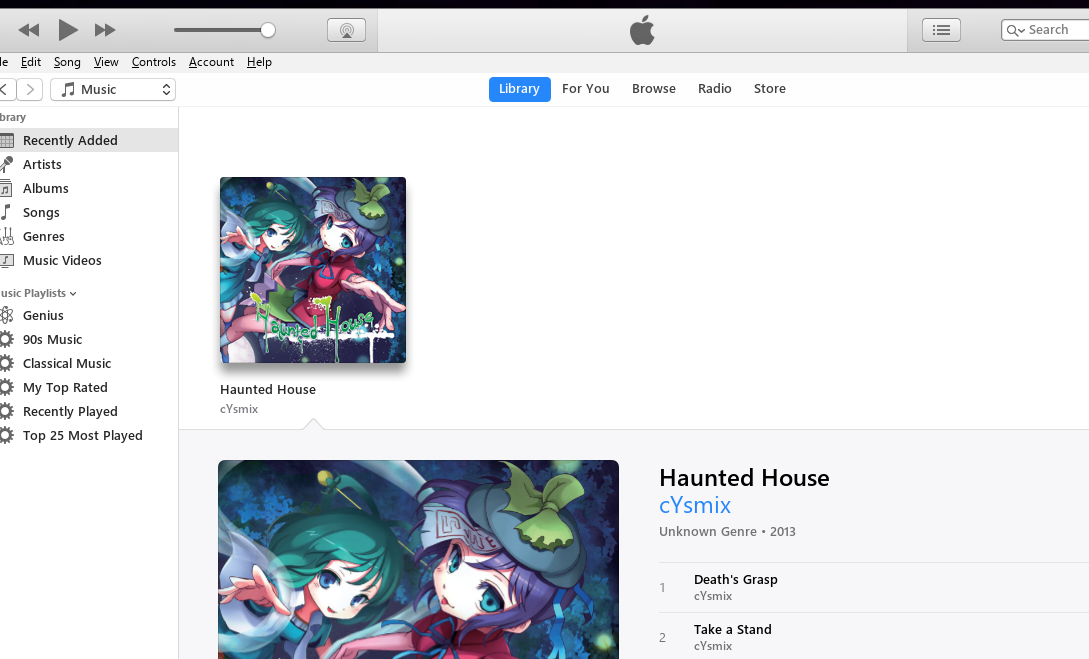 Search
le Edit Song View Controls Account Help
Music
Library For You Browse Radio Store
brary
Recently Added
Artists
Albums
Songs
Genres
Music Videos
usic Playlists
Genius
90s Music
Classical Music
My Top Rated
Recently Played
Top 25 Most Played
Haunted House
Haunted House
cYsmix
Haunted House
cYsmix
Unknown Genre • 2013
1 Death's Grasp
cYsmix
2 Take a Stand
cYsmix